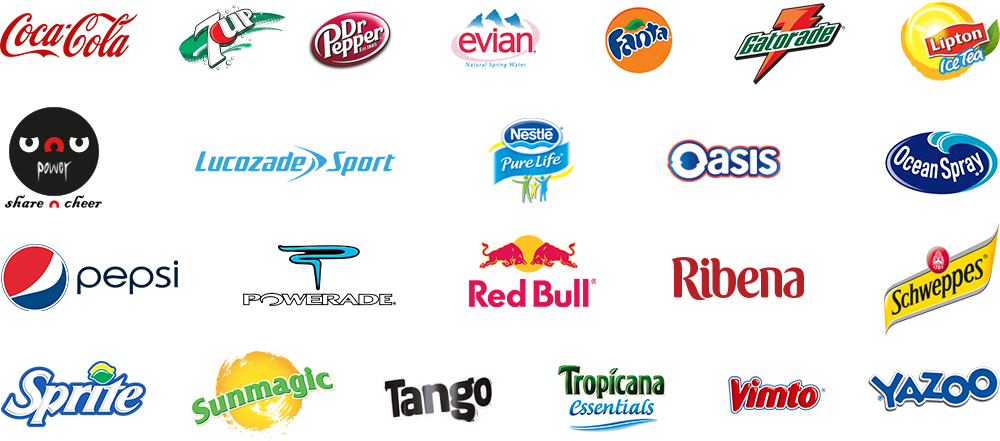 Coca-Cola
7UP
Dr
Pepper
evian.
Natural Spring Water
Fanta
Gatorade
Lipton
Ice Tea
power
share n cheer
Lucozade Sport
Nestlé
Pure Life
Oasis
Ocean Spray
pepsi
POWERADE
Red Bull
Ribena
Schweppes
Sprite
Sunmagic
Tango
Tropicana
Essentials
Vimto
YAZOO